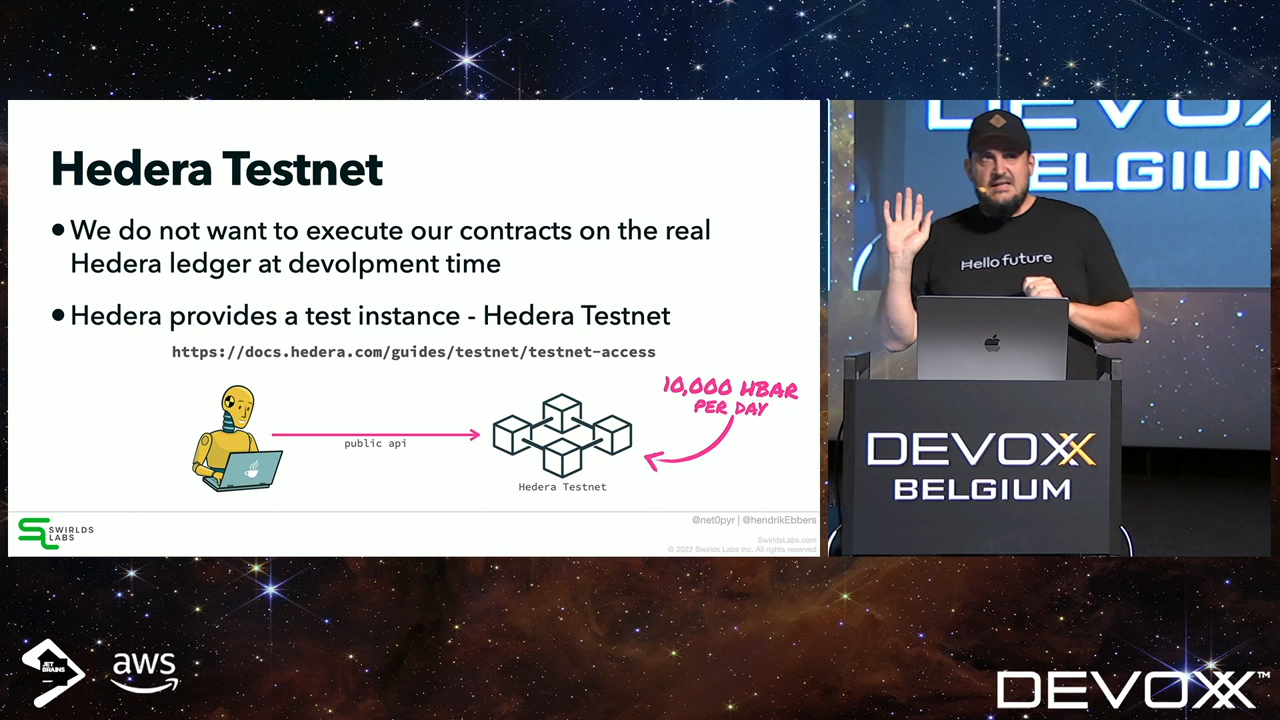 Hedera Testnet
• We do not want to execute our contracts on the real
Hedera ledger at devolpment time
• Hedera provides a test instance - Hedera Testnet
https://docs.hedera.com/guides/testnet/testnet-access
10,000 HBAR
PER DAY
public api
Hedera Testnet
SWIRLDS
LABS
@net0pyr | @hendrikEbbers
SwirldsLabs.com
© 2022 Swirlds Labs Inc. All rights reserved
DEVOX
BELGIUM
Hello future
DEVOXX
BELGIUM
JET
BRAINS
aws
DEVOXX™